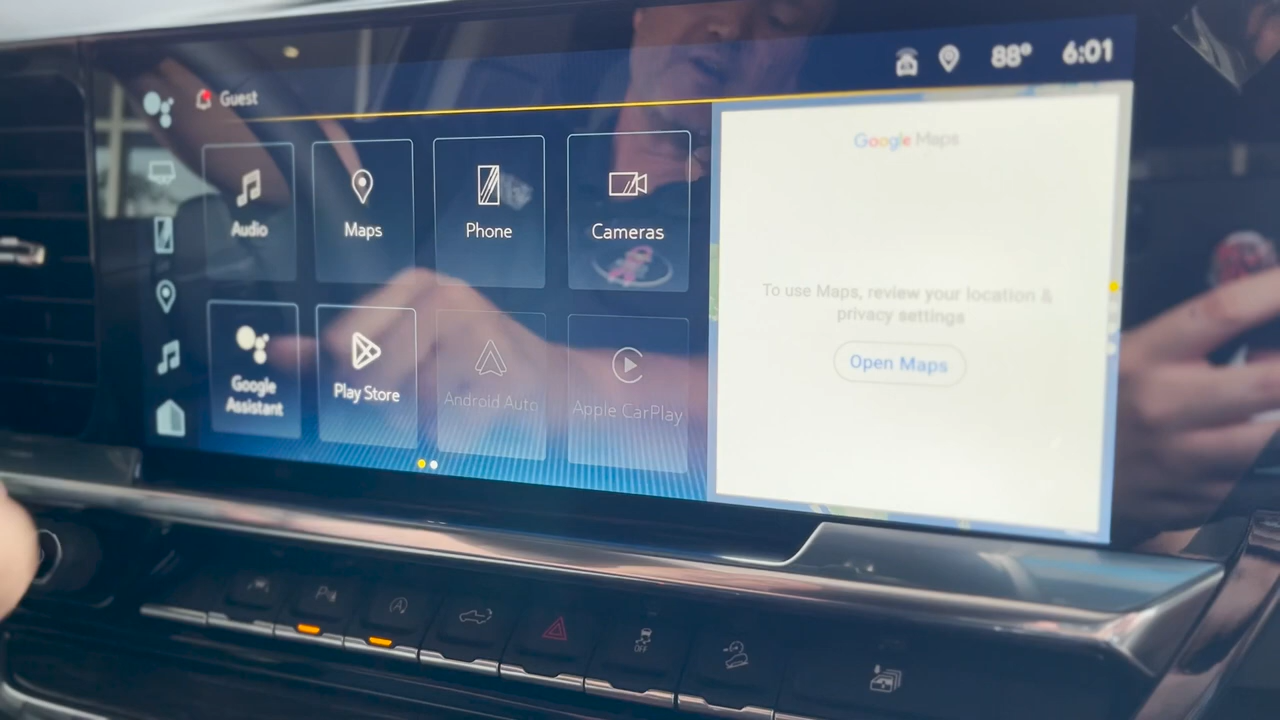 Guest
88°
6:01
Audio
Maps
Phone
Cameras
Google
Assistant
Play Store
Android Auto
Apple CarPlay
Google Maps
To use Maps, review your location &
privacy settings
Open Maps
OFF